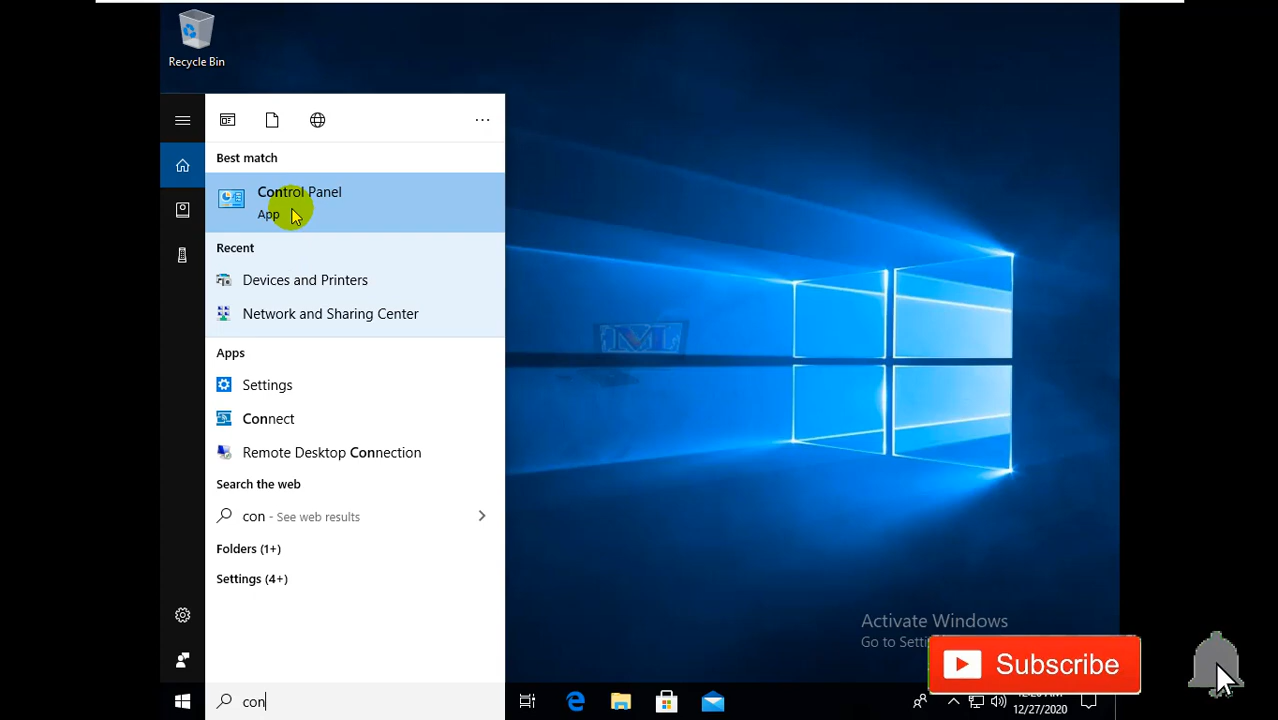 Recycle Bin
Best match
Control Panel
App
Recent
Devices and Printers
Network and Sharing Center
Apps
Settings
Connect
Remote Desktop Connection
Search the web
con - See web results
Folders (1+)
Settings (4+)
Activate Windows
Go to Setti
Subscribe
con
12/27/2020